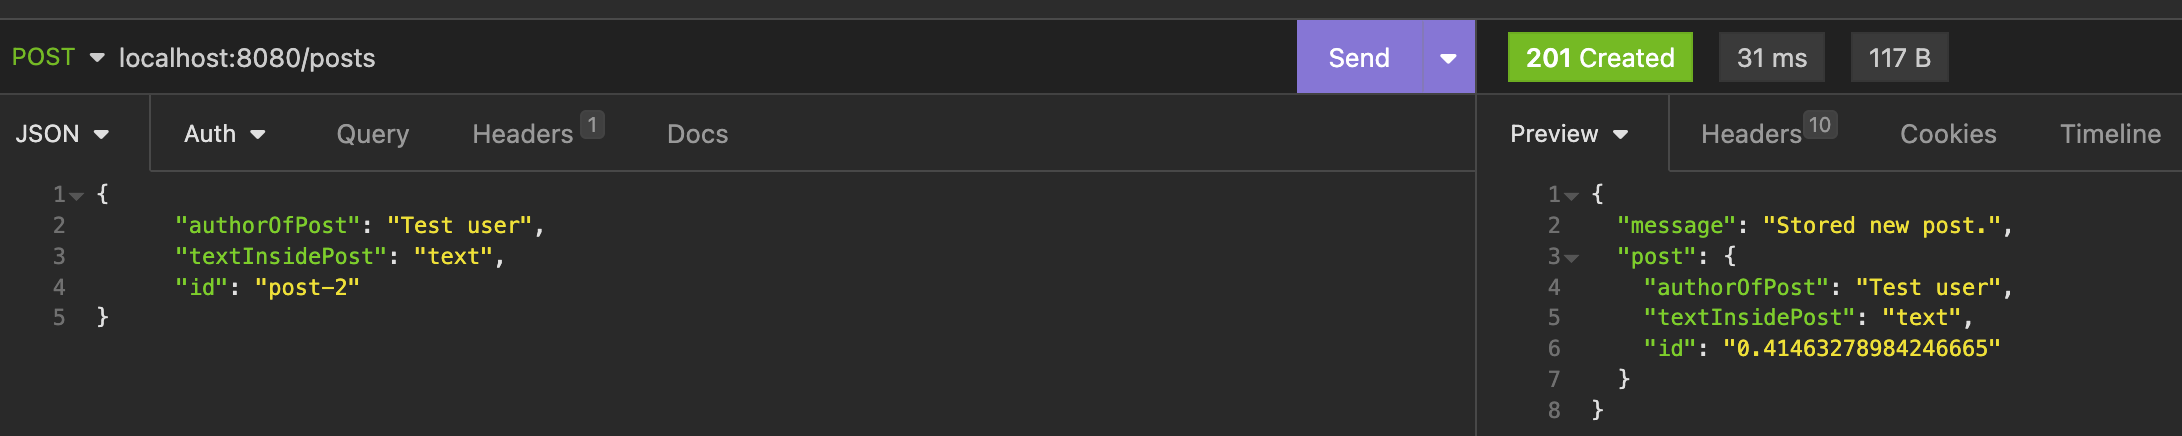 POST localhost:8080/posts Send 201 Created 31 ms 117 B
JSON Auth Query Headers 1 Docs Preview Headers 10 Cookies Timeline
1 {
2 "authorOfPost": "Test user",
3 "textInsidePost": "text",
4 "id": "post-2"
5 }
1 {
2 "message": "Stored new post.",
3 "post": {
4 "authorOfPost": "Test user",
5 "textInsidePost": "text",
6 "id": "0.41463278984246665"
7 }
8 }